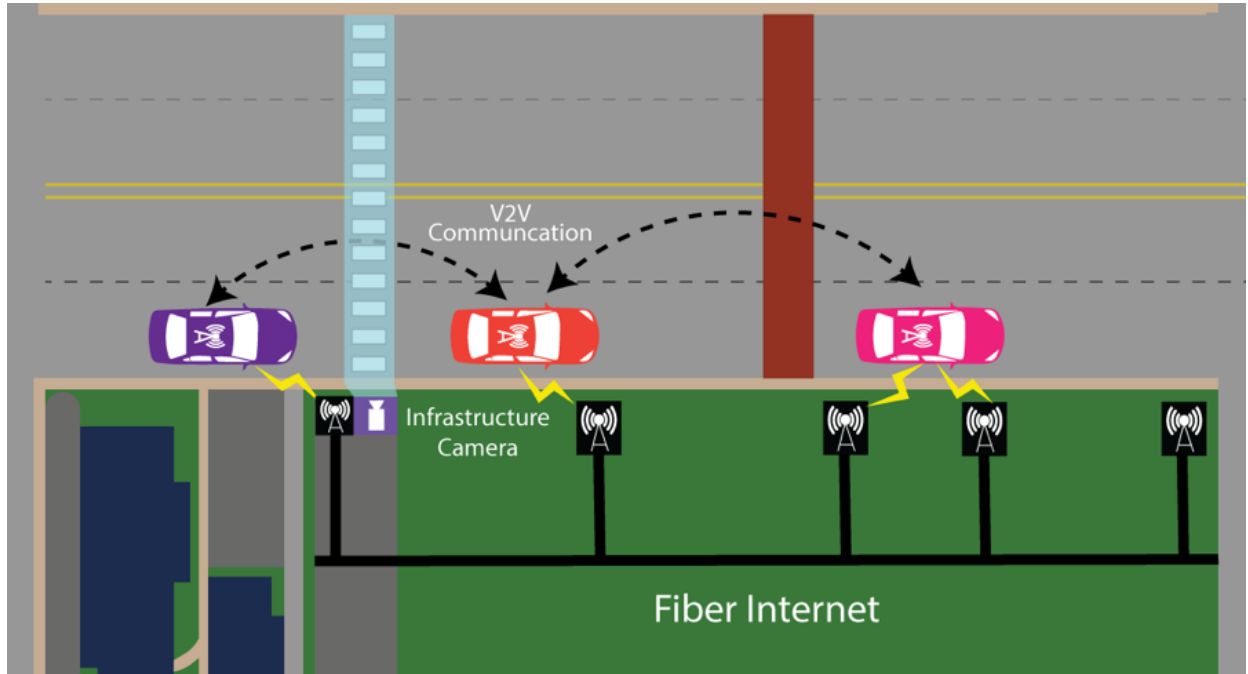 V2V
Communcation
Infrastructure
Camera
Fiber Internet